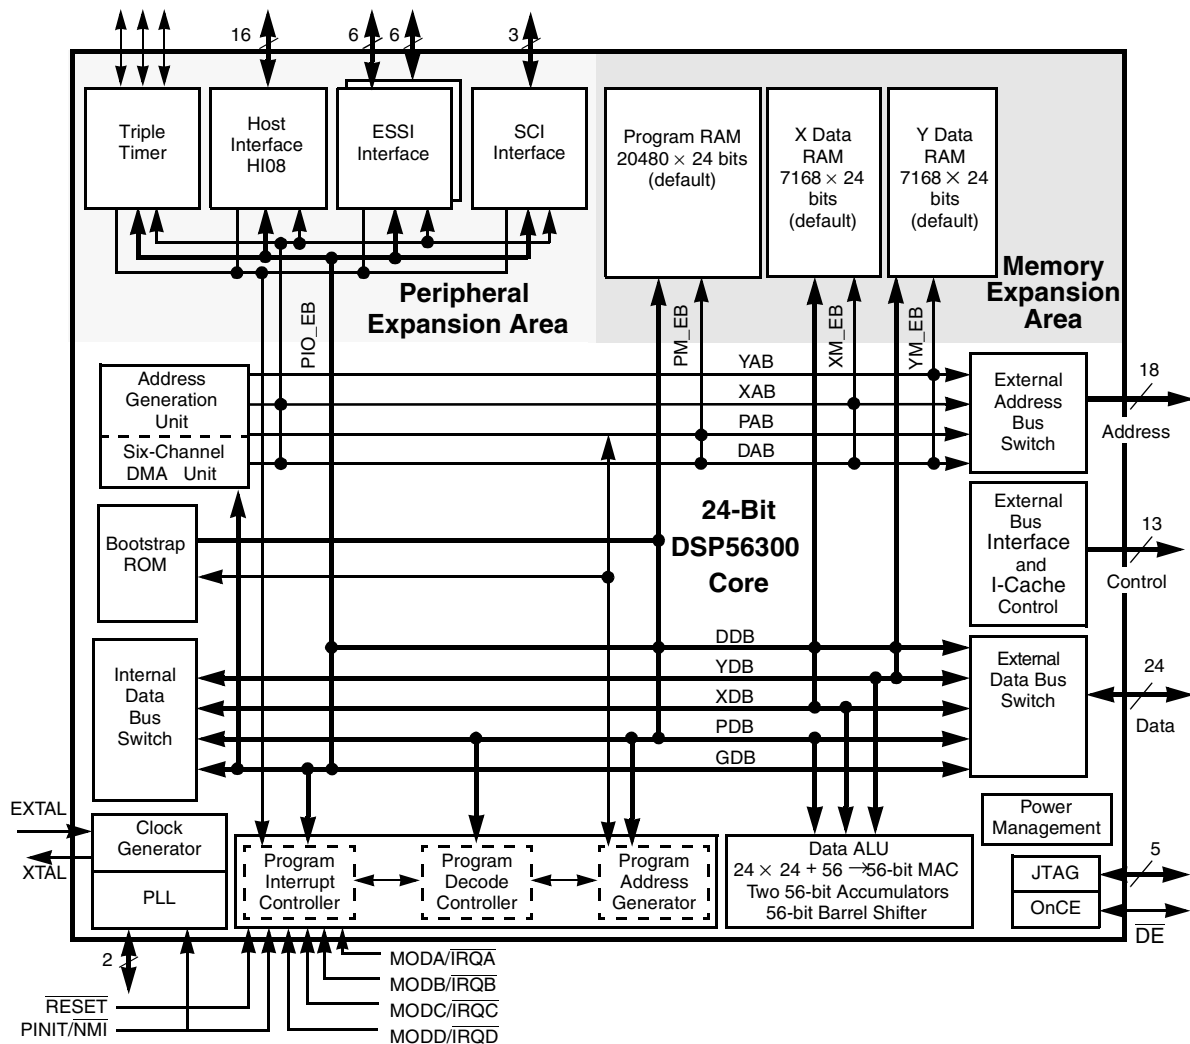 16
6
6
3
Triple
Timer
Host
Interface
HI08
ESSI
Interface
SCI
Interface
Program RAM
20480 × 24 bits
(default)
X Data
RAM
7168 × 24
bits
(default)
Y Data
RAM
7168 × 24
bits
(default)
Peripheral
Expansion Area
Memory
Expansion
Area
PIO_EB
PM_EB
XM_EB
YM_EB
Address
Generation
Unit
Six-Channel
DMA Unit
YAB
XAB
PAB
DAB
External
Address
Bus
Switch
18
Address
Bootstrap
ROM
24-Bit
DSP56300
Core
External
Bus
Interface
and
I-Cache
Control
13
Control
Internal
Data
Bus
Switch
DDB
YDB
XDB
PDB
GDB
External
Data Bus
Switch
24
Data
EXTAL
XTAL
Clock
Generator
PLL
2
Program
Interrupt
Controller
Program
Decode
Controller
Program
Address
Generator
Data ALU
24 × 24 + 56 → 56-bit MAC
Two 56-bit Accumulators
56-bit Barrel Shifter
Power
Management
JTAG
OnCE
5
DE
RESET
PINIT/NMI
MODA/IRQA
MODB/IRQB
MODC/IRQC
MODD/IRQD